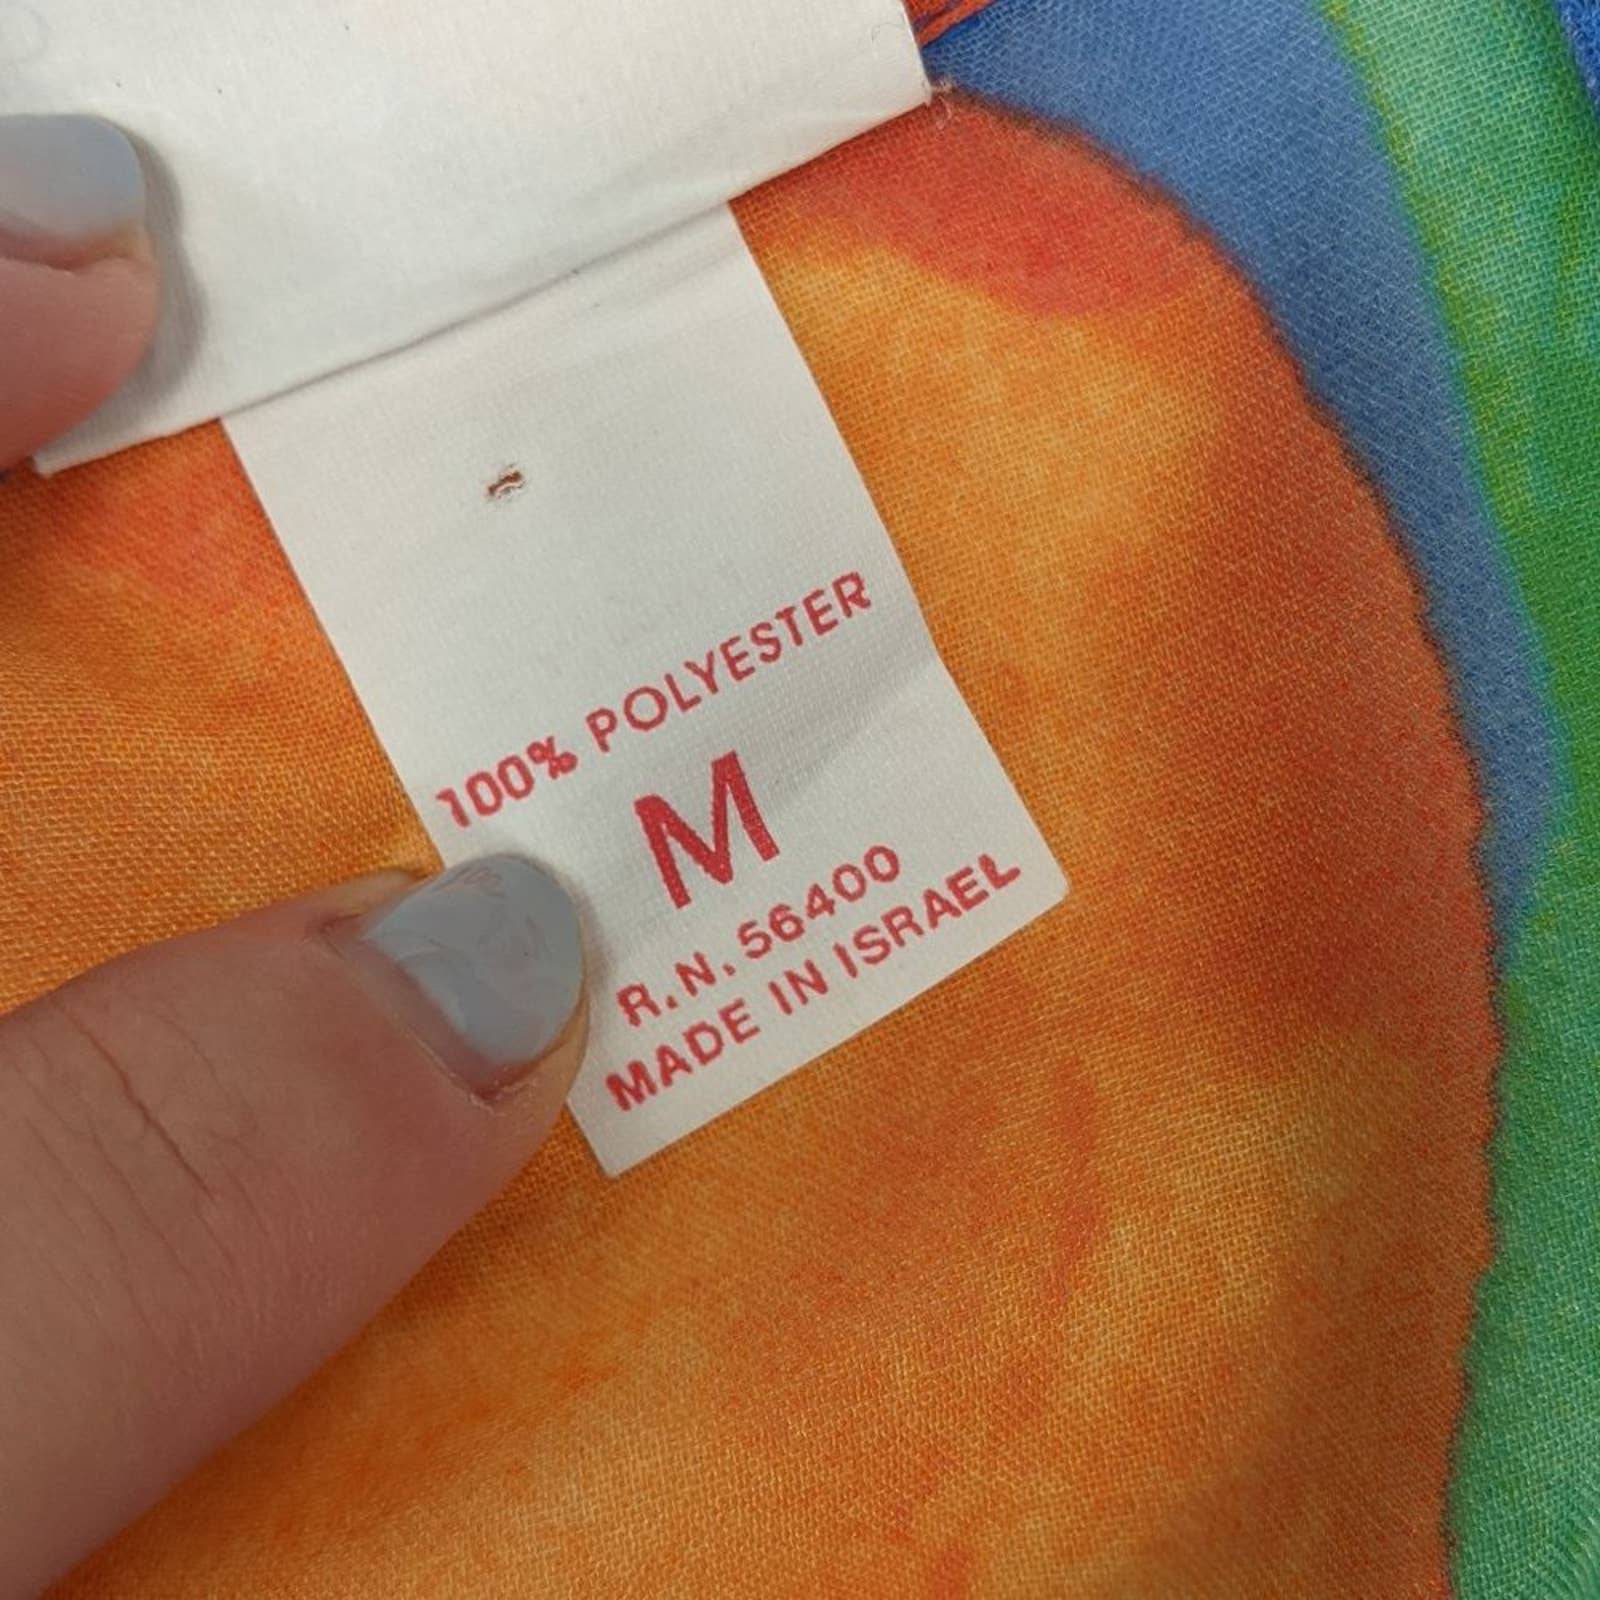 100% POLYESTER
M
R.N. 56400
MADE IN ISRAEL